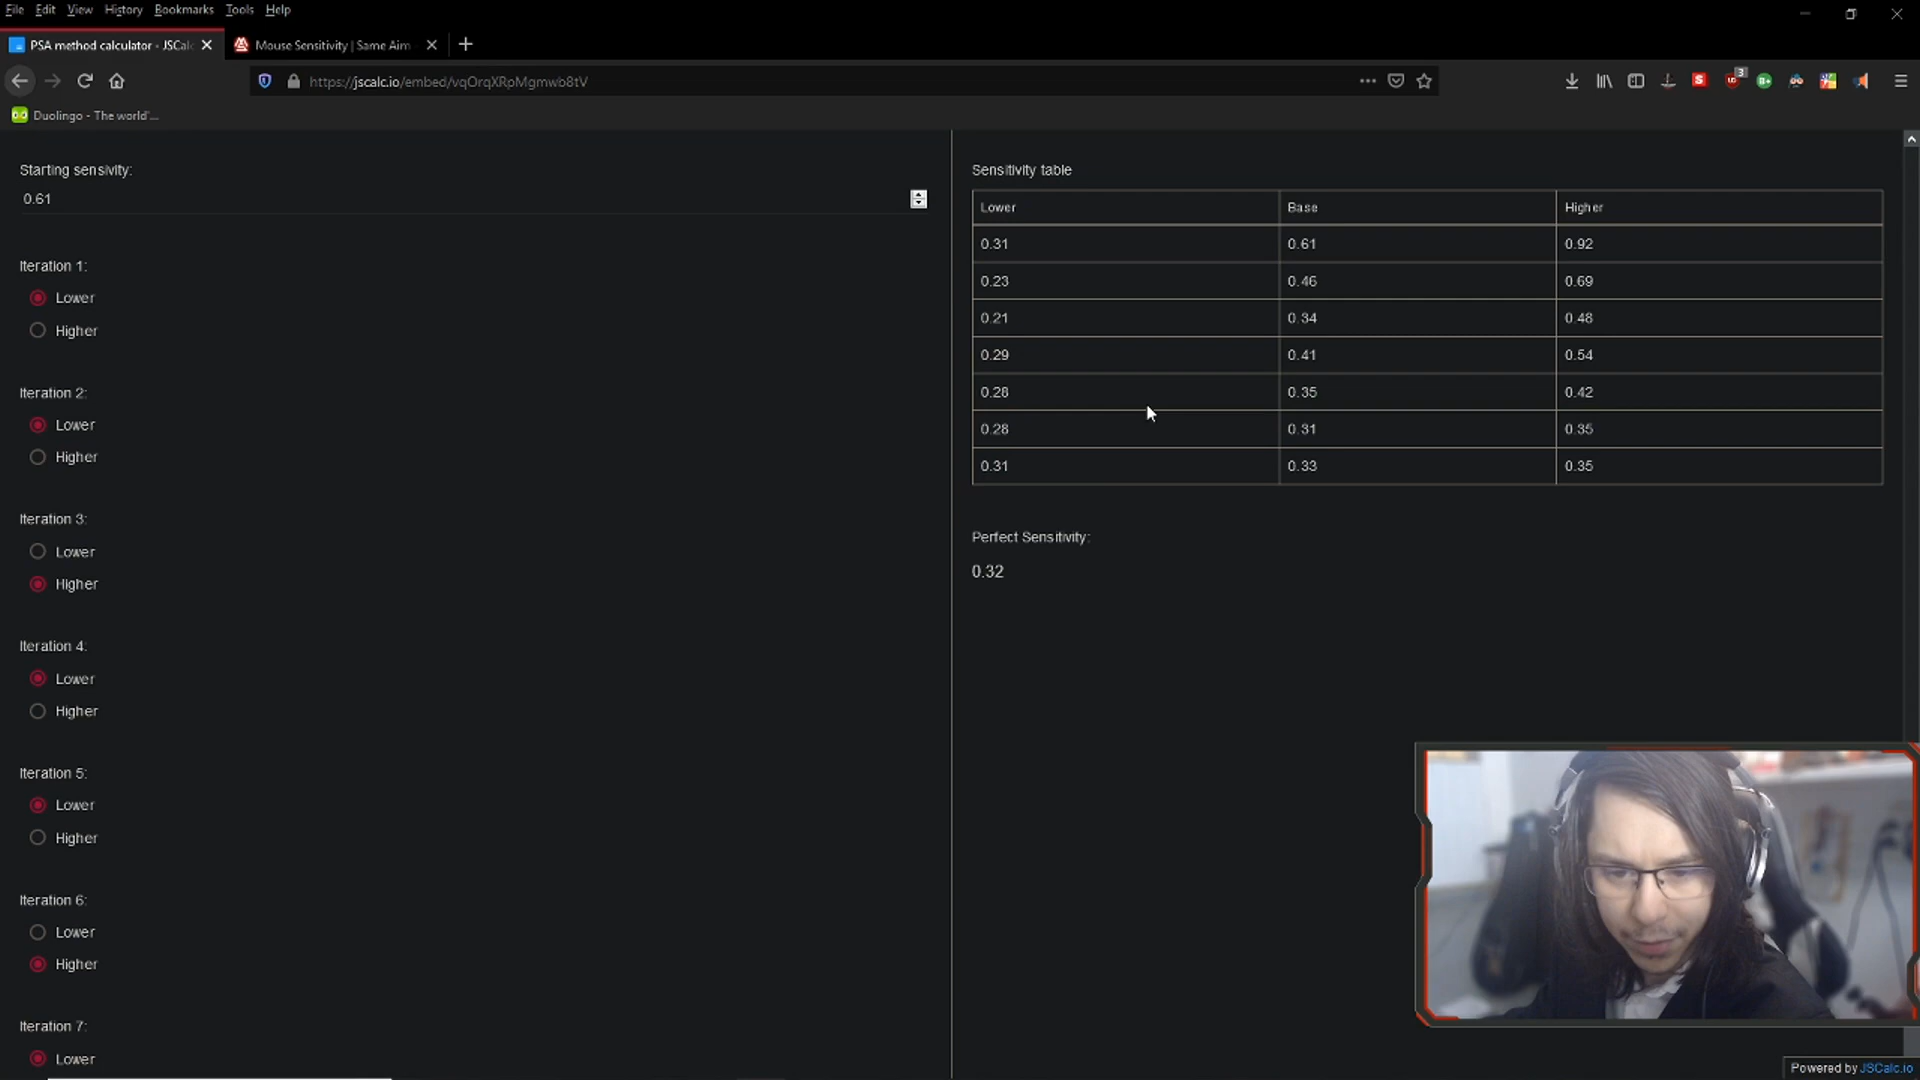 File Edit View History Bookmarks Tools Help
PSA method calculator - JSCalc
Mouse Sensitivity | Same Aim
https://jscalc.io/embed/vqOrqXRpMgmwb8tV
3
Duolingo - The world'...
Starting sensivity:
0.61
Iteration 1:
Lower
Higher
Iteration 2:
Lower
Higher
Iteration 3:
Lower
Higher
Iteration 4:
Lower
Higher
Iteration 5:
Lower
Higher
Iteration 6:
Lower
Higher
Iteration 7:
Lower
Sensitivity table
Lower Base Higher
0.31 0.61 0.92
0.23 0.46 0.69
0.21 0.34 0.48
0.29 0.41 0.54
0.28 0.35 0.42
0.28 0.31 0.35
0.31 0.33 0.35
Perfect Sensitivity:
0.32
Powered by JSCalc.io